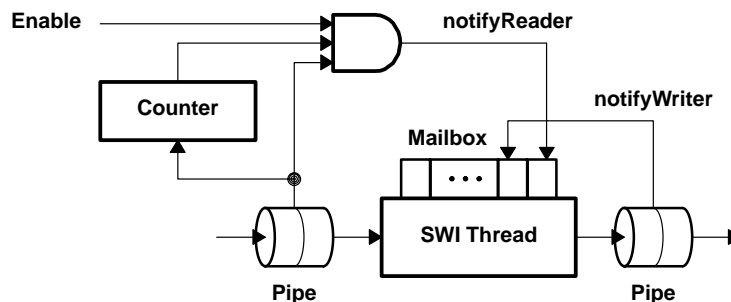 Enable
notifyReader
Counter
notifyWriter
Mailbox
...
SWI Thread
Pipe
Pipe